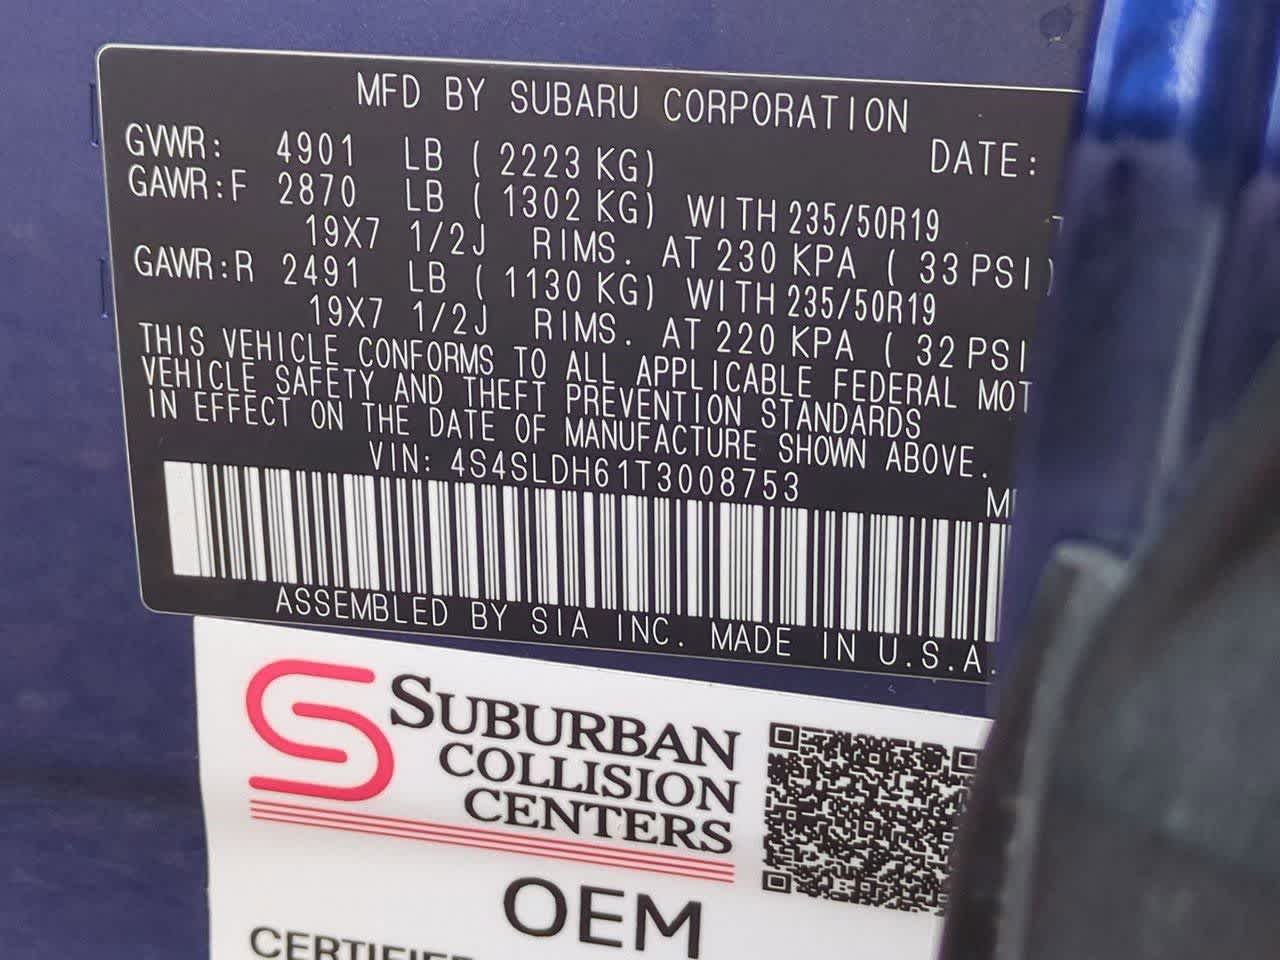 MFD BY SUBARU CORPORATION
GVWR: 4901 LB ( 2223 KG) DATE:
GAWR:F 2870 LB ( 1302 KG) WITH 235/50R19
19X7 1/2J RIMS. AT 230 KPA ( 33 PSI)
GAWR:R 2491 LB ( 1130 KG) WITH 235/50R19
19X7 1/2J RIMS. AT 220 KPA ( 32 PSI
THIS VEHICLE CONFORMS TO ALL APPLICABLE FEDERAL MOT
VEHICLE SAFETY AND THEFT PREVENTION STANDARDS
IN EFFECT ON THE DATE OF MANUFACTURE SHOWN ABOVE.
VIN: 4S4SLDH61T3008753
ASSEMBLED BY SIA INC. MADE IN U.S.A.
SUBURBAN
COLLISION
CENTERS
OEM
CERTIFIE